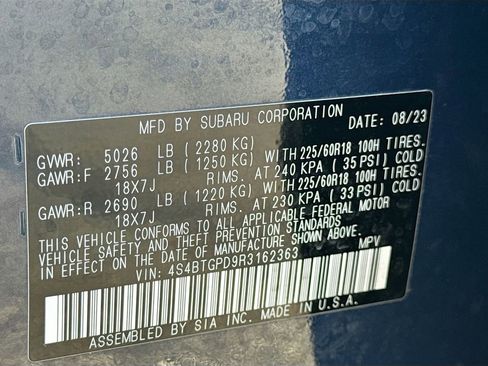 MFD BY SUBARU CORPORATION DATE: 08/23
GVWR: 5026 LB (2280 KG)
GAWR:F 2756 LB (1250 KG) WITH 225/60R18 100H TIRES.
18X7J RIMS. AT 240 KPA (35 PSI) COLD
GAWR:R 2690 LB (1220 KG) WITH 225/60R18 100H TIRES.
18X7J RIMS. AT 230 KPA (33 PSI) COLD
THIS VEHICLE CONFORMS TO ALL APPLICABLE FEDERAL MOTOR
VEHICLE SAFETY AND THEFT PREVENTION STANDARDS
IN EFFECT ON THE DATE OF MANUFACTURE SHOWN ABOVE.
VIN: 4S4BTGPD9R3162363 MPV
ASSEMBLED BY SIA INC. MADE IN U.S.A.